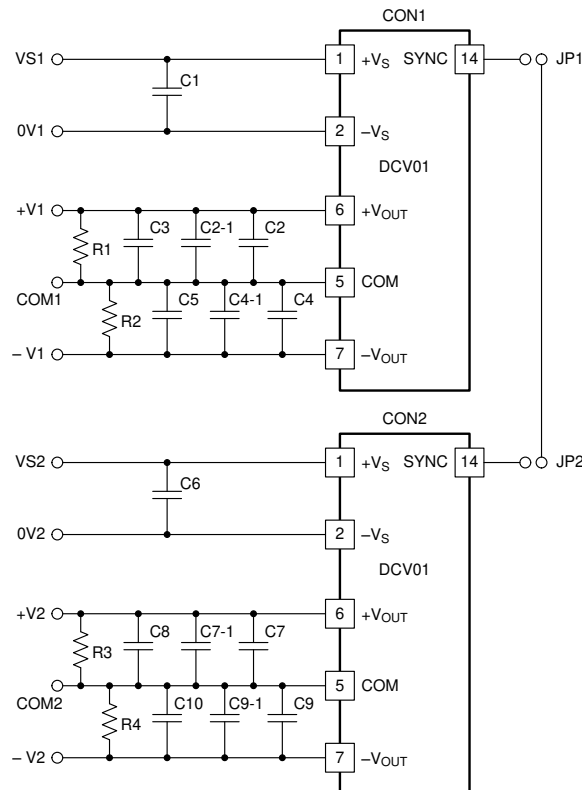 CON1
VS1
1
+VS
SYNC
14
JP1
C1
0V1
2
–VS
DCV01
+V1
6
+VOUT
R1
C3
C2-1
C2
COM1
5
COM
R2
C5
C4-1
C4
– V1
7
–VOUT
CON2
VS2
1
+VS
SYNC
14
JP2
C6
0V2
2
–VS
DCV01
+V2
6
+VOUT
R3
C8
C7-1
C7
COM2
5
COM
R4
C10
C9-1
C9
– V2
7
–VOUT